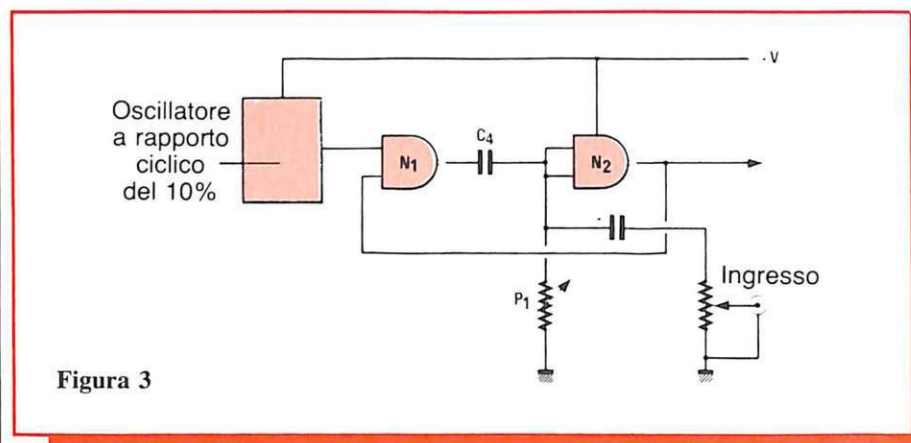 .V
Oscillatore
a rapporto
ciclico
del 10%
N₁
C₄
N₂
P₁
Ingresso
Figura 3